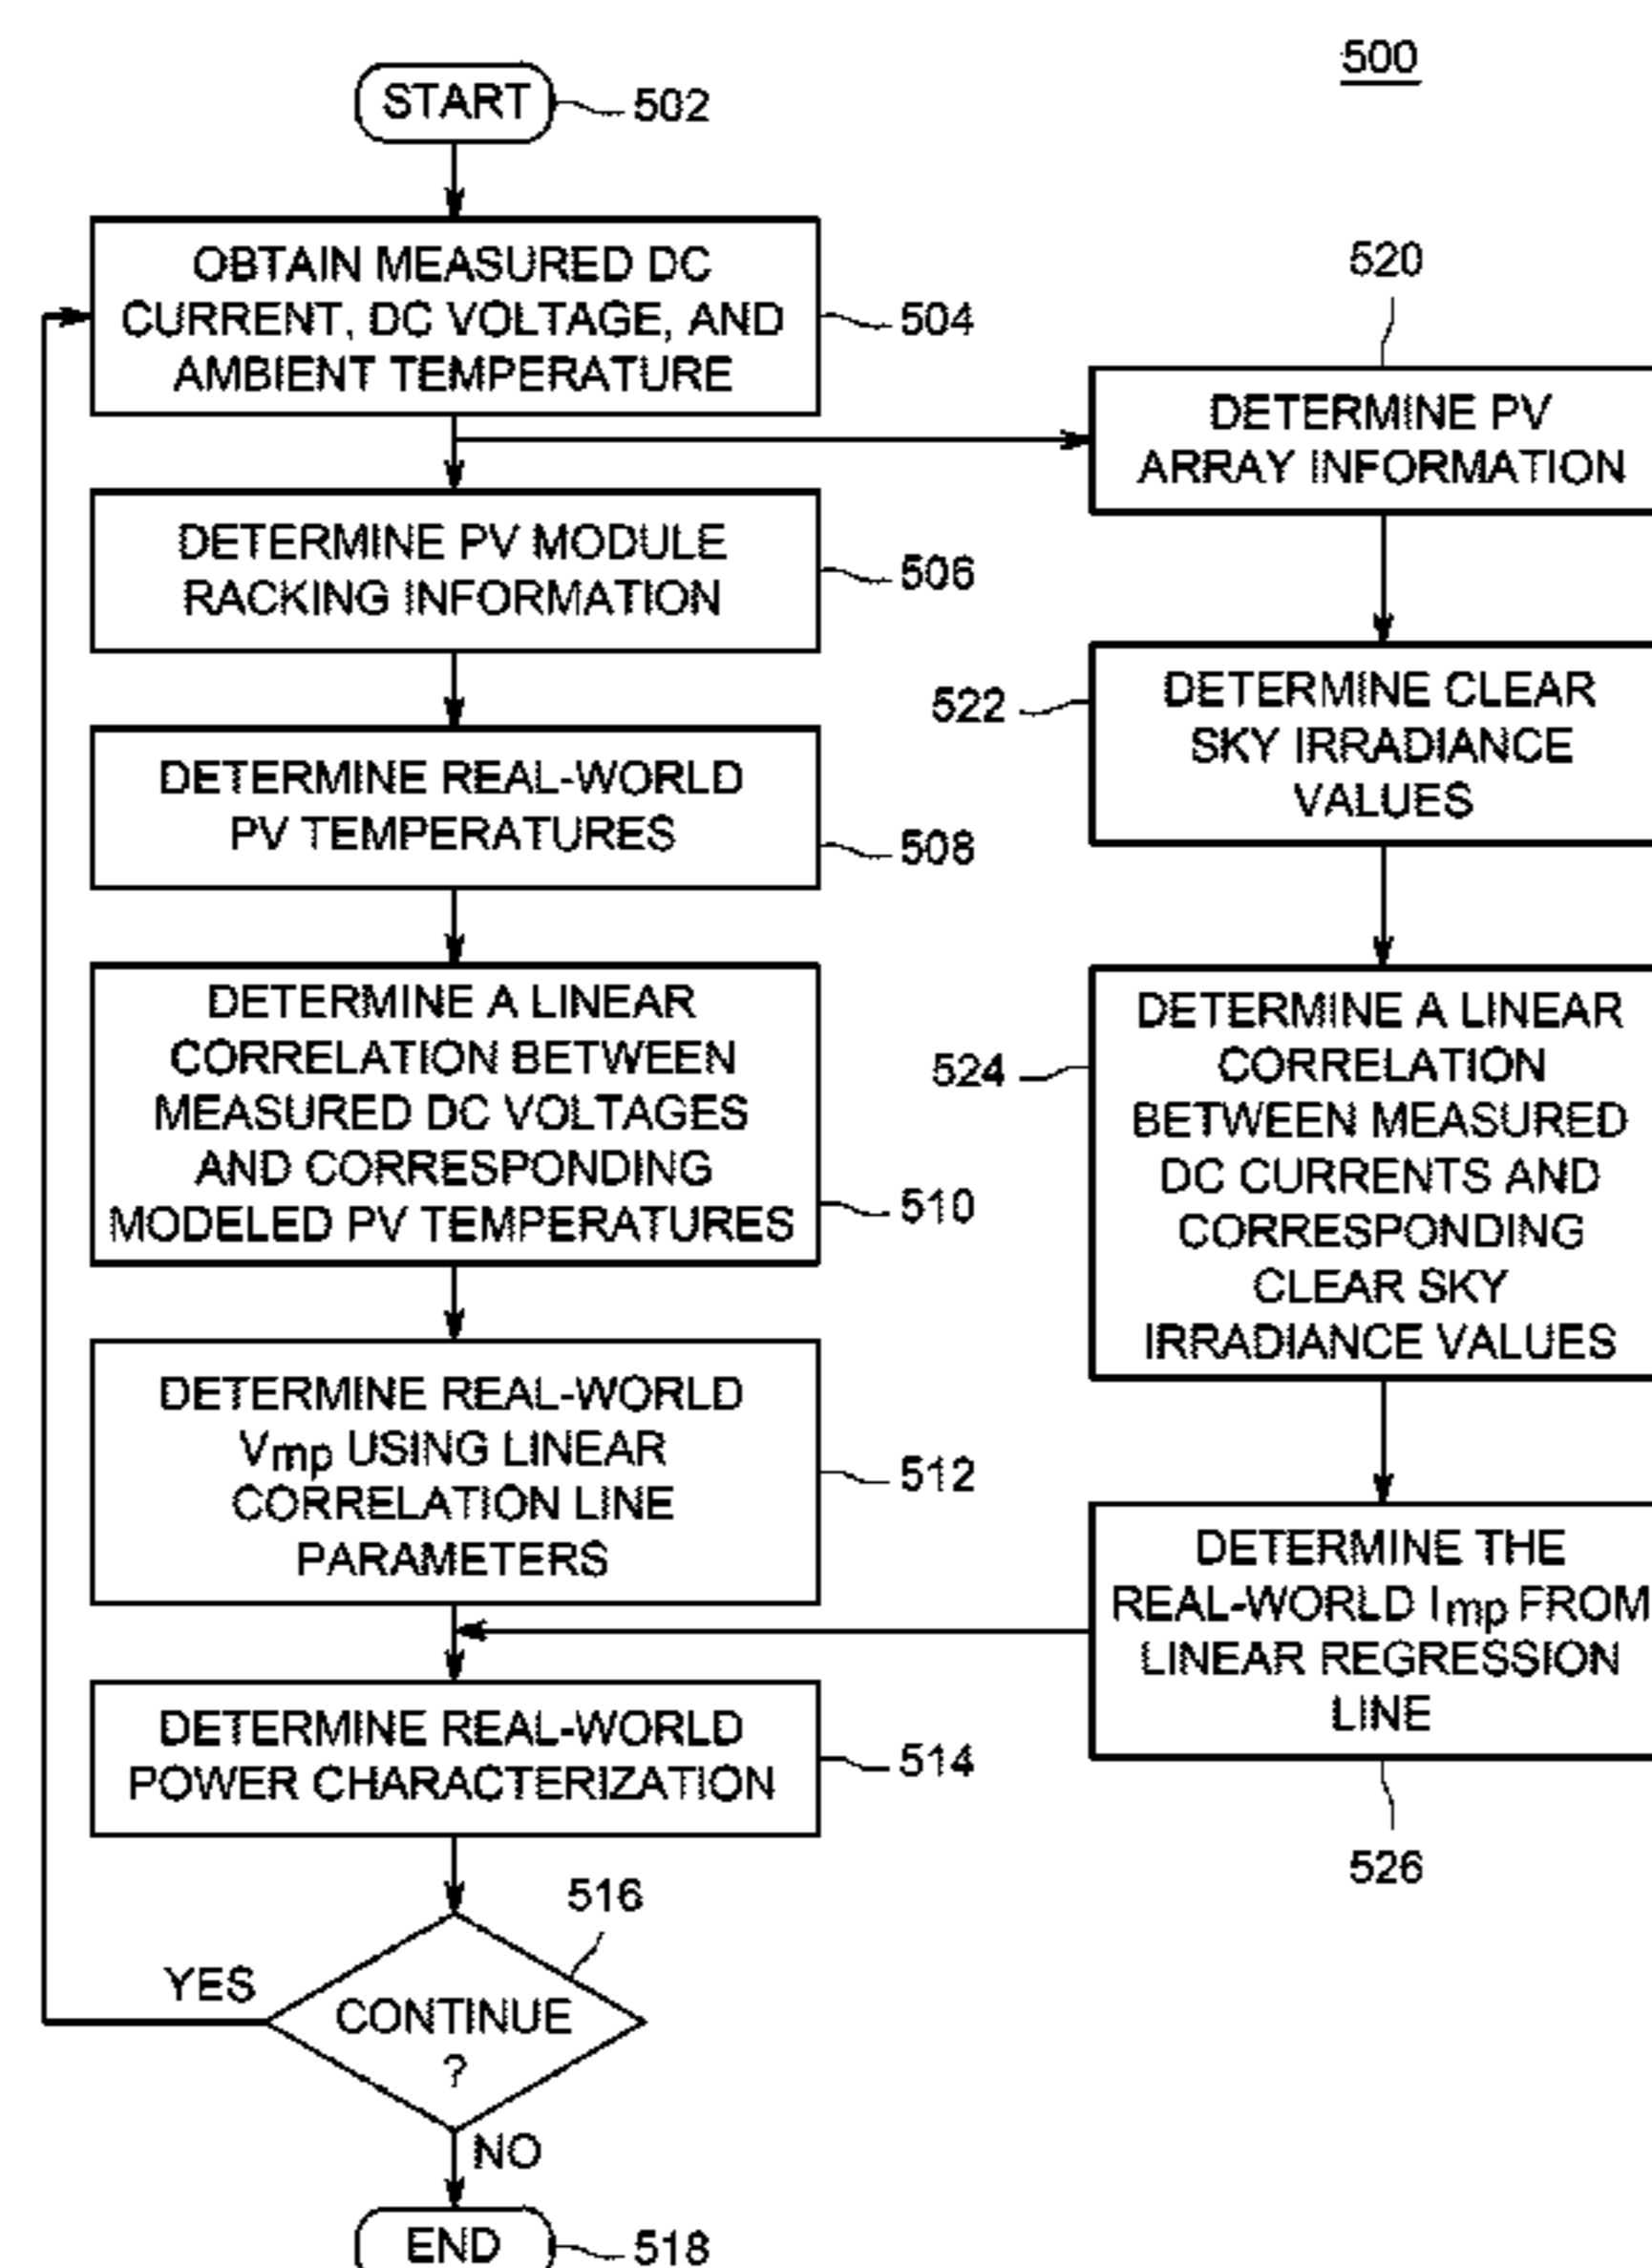 500
START
502
OBTAIN MEASURED DC
CURRENT, DC VOLTAGE, AND
AMBIENT TEMPERATURE
504
DETERMINE PV MODULE
RACKING INFORMATION
506
DETERMINE REAL-WORLD
PV TEMPERATURES
508
DETERMINE A LINEAR
CORRELATION BETWEEN
MEASURED DC VOLTAGES
AND CORRESPONDING
MODELED PV TEMPERATURES
510
DETERMINE REAL-WORLD
Vmp USING LINEAR
CORRELATION LINE
PARAMETERS
512
DETERMINE REAL-WORLD
POWER CHARACTERIZATION
514
516
YES
CONTINUE
?
NO
END
518
520
DETERMINE PV
ARRAY INFORMATION
522
DETERMINE CLEAR
SKY IRRADIANCE
VALUES
524
DETERMINE A LINEAR
CORRELATION
BETWEEN MEASURED
DC CURRENTS AND
CORRESPONDING
CLEAR SKY
IRRADIANCE VALUES
DETERMINE THE
REAL-WORLD Imp FROM
LINEAR REGRESSION
LINE
526